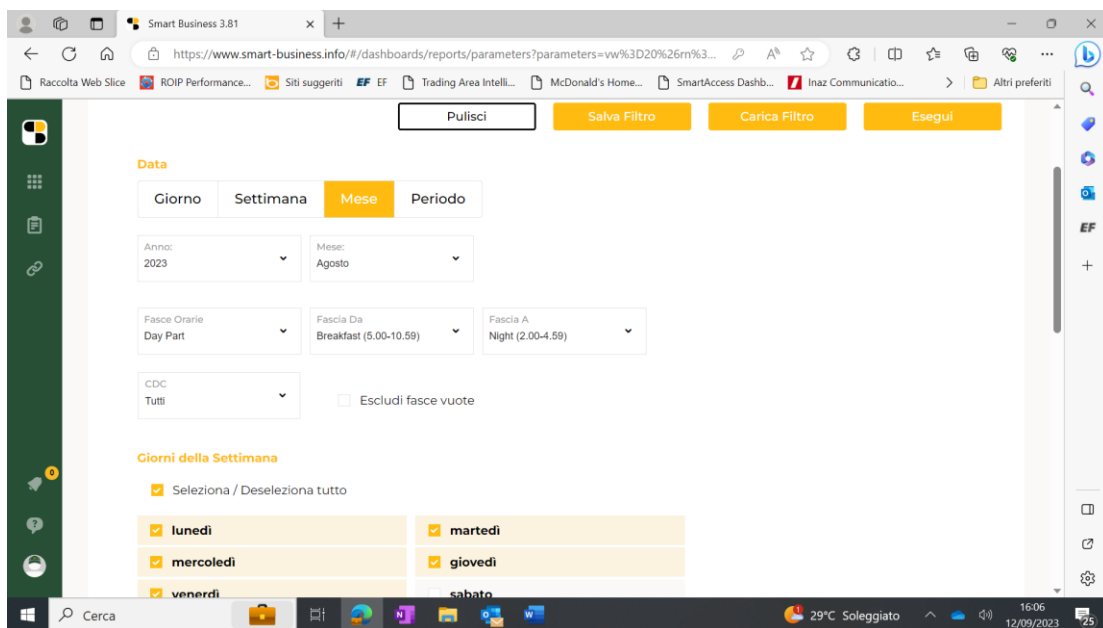 Smart Business 3.81
https://www.smart-business.info/#/dashboards/reports/parameters?parameters=vw%3D20%26rn%3...
Raccolta Web Slice ROIP Performance... Siti suggeriti EF EF Trading Area Intelli... McDonald's Home... SmartAccess Dashb... Inaz Communicatio... Altri preferiti
Pulisci Salva Filtro Carica Filtro Esegui
Data
Giorno Settimana Mese Periodo
Anno: Mese:
2023 Agosto
Fasce Orarie Fascia Da Fascia A
Day Part Breakfast (5.00-10.59) Night (2.00-4.59)
CDC
Tutti Escludi fasce vuote
Giorni della Settimana
0
Seleziona / Deseleziona tutto
lunedì martedì
mercoledì giovedì
venerdì sabato
EF
Cerca 29°C Soleggiato 16:06
12/09/2023 25